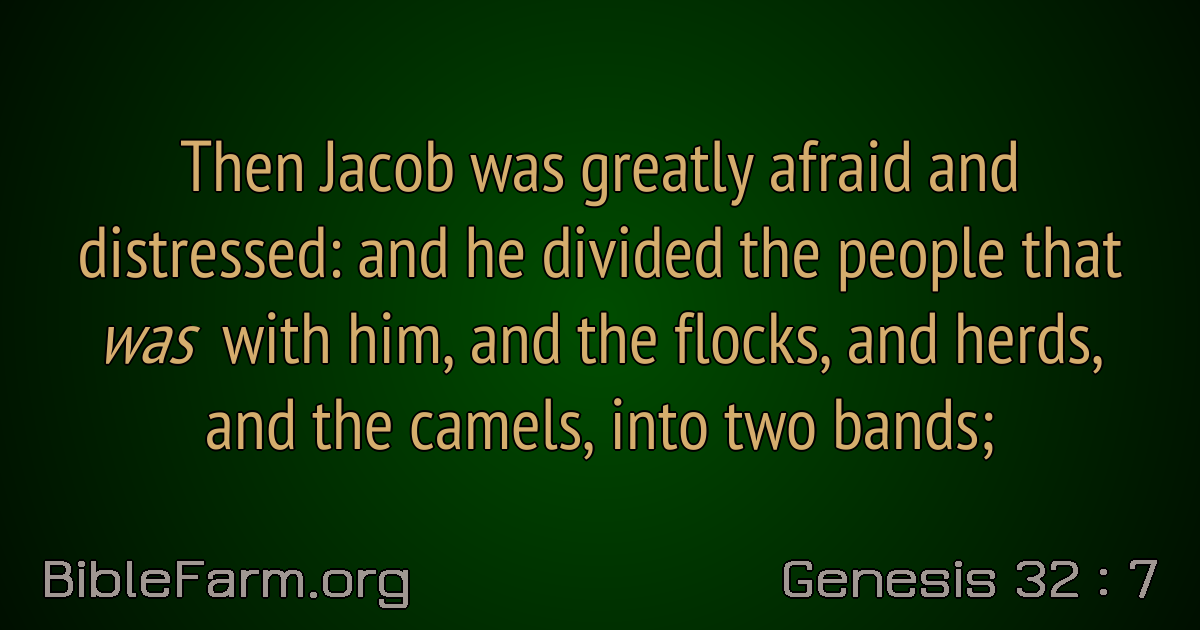 Then Jacob was greatly afraid and
distressed: and he divided the people that
was with him, and the flocks, and herds,
and the camels, into two bands;
BibleFarm.org
Genesis 32 : 7